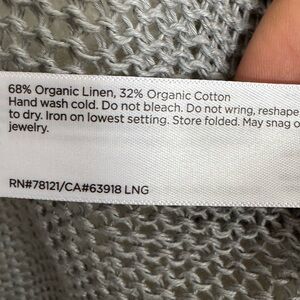 68% Organic Linen, 32% Organic Cotton
Hand wash cold. Do not bleach. Do not wring, reshape
to dry. Iron on lowest setting. Store folded. May snag o
jewelry.
RN#78121/CA#63918 LNG